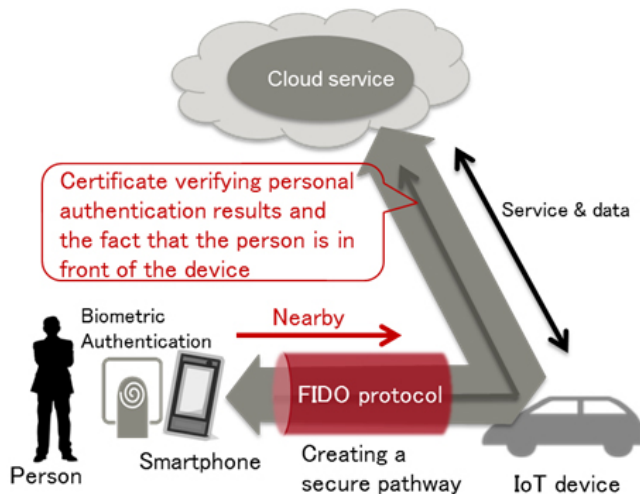 Cloud service
Certificate verifying personal
authentication results and
the fact that the person is in
front of the device
Service & data
Biometric
Authentication
Nearby
FIDO protocol
Person
Smartphone
Creating a
secure pathway
IoT device